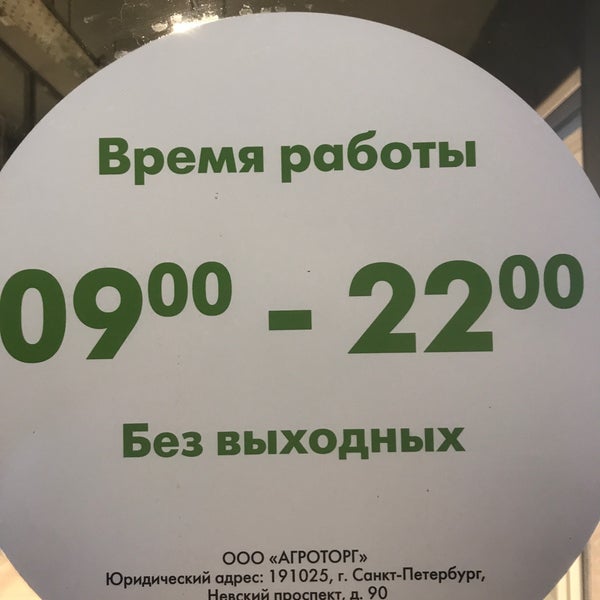 Время работы
09⁰⁰ - 22⁰⁰
Без выходных
ООО «АГРОТОРГ»
Юридический адрес: 191025, г. Санкт-Петербург,
Невский проспект, д. 90